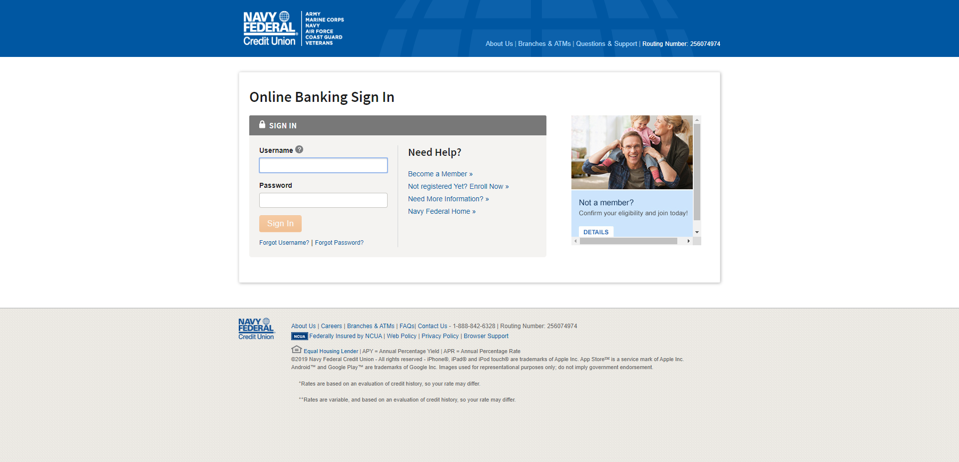 NAVY FEDERAL Credit Union
ARMY
MARINE CORPS
NAVY
AIR FORCE
COAST GUARD
VETERANS
About Us | Branches & ATMs | Questions & Support | Routing Number: 256074974
Online Banking Sign In
SIGN IN
Username ?
Password
Sign In
Forgot Username? | Forgot Password?
Need Help?
Become a Member »
Not registered Yet? Enroll Now »
Need More Information? »
Navy Federal Home »
Not a member?
Confirm your eligibility and join today!
DETAILS
NAVY FEDERAL Credit Union
About Us | Careers | Branches & ATMs | FAQs| Contact Us - 1-888-842-6328 | Routing Number: 256074974
NCUA Federally Insured by NCUA | Web Policy | Privacy Policy | Browser Support
Equal Housing Lender | APY = Annual Percentage Yield | APR = Annual Percentage Rate
©2019 Navy Federal Credit Union - All rights reserved - iPhone®, iPad® and iPod touch® are trademarks of Apple Inc. App Store℠ is a service mark of Apple Inc.
Android™ and Google Play™ are trademarks of Google Inc. Images used for representational purposes only; do not imply government endorsement.
*Rates are based on an evaluation of credit history, so your rate may differ.
**Rates are variable, and based on an evaluation of credit history, so your rate may differ.